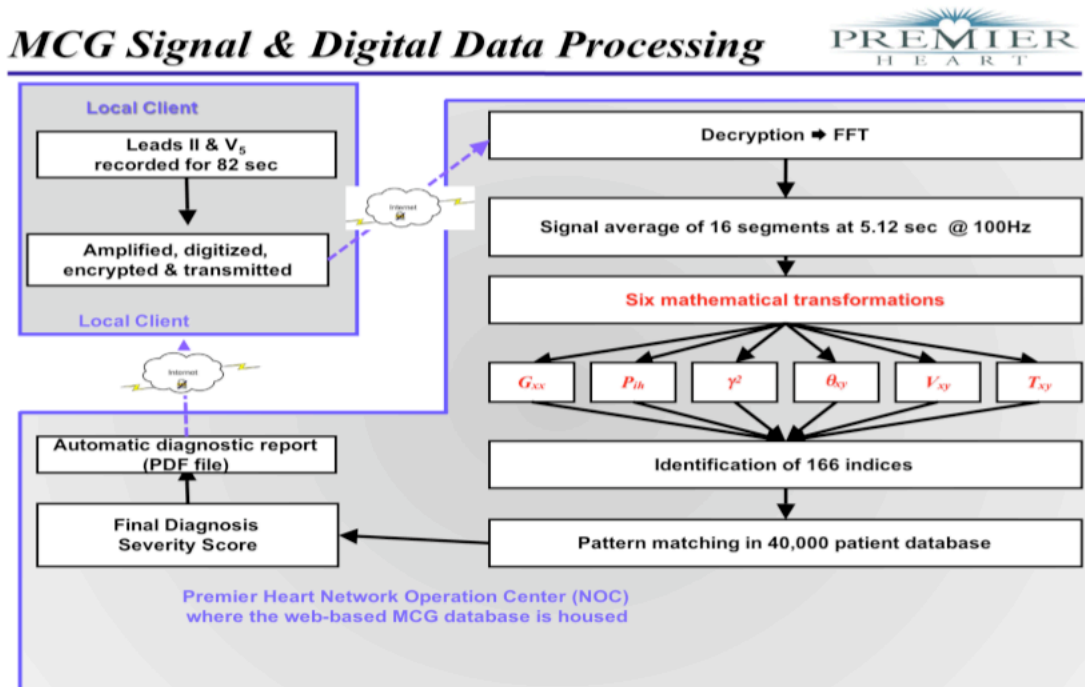 MCG Signal & Digital Data Processing
PREMIER
HEART
Local Client
Leads II & V₅
recorded for 82 sec
Amplified, digitized,
encrypted & transmitted
Local Client
Internet
Internet
Decryption ➡ FFT
Signal average of 16 segments at 5.12 sec @ 100Hz
Six mathematical transformations
Gxx Pih γ² θxy Vxy Txy
Identification of 166 indices
Pattern matching in 40,000 patient database
Final Diagnosis
Severity Score
Automatic diagnostic report
(PDF file)
Premier Heart Network Operation Center (NOC)
where the web-based MCG database is housed